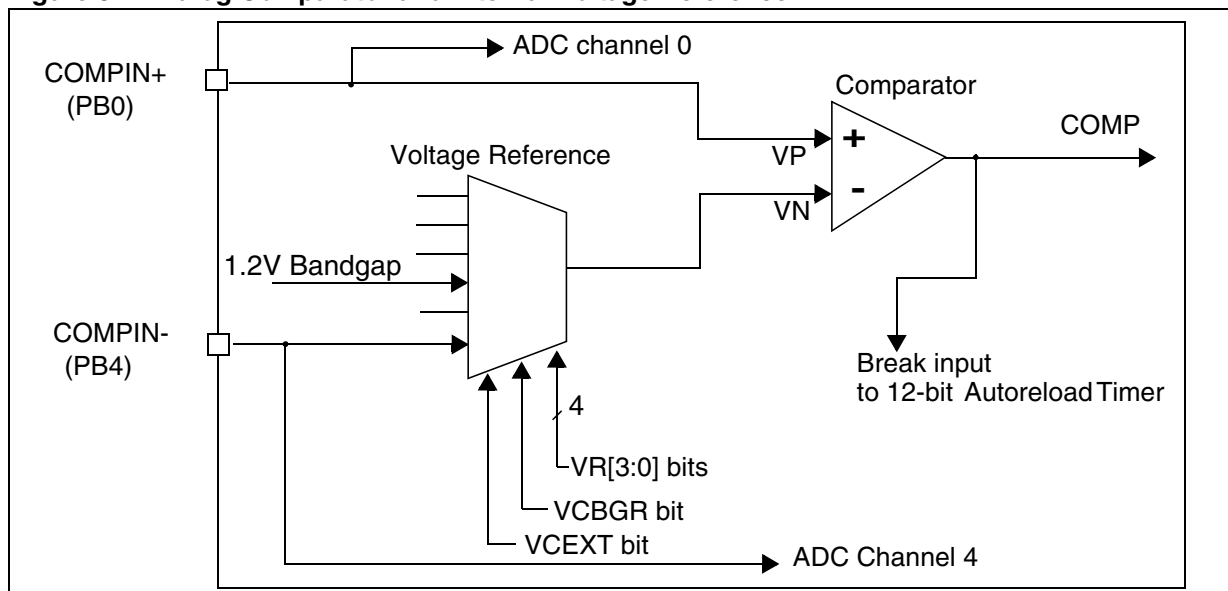 ADC channel 0
COMPIN+
(PB0)
Comparator
COMP
+
VP
Voltage Reference
-
VN
1.2V Bandgap
COMPIN-
(PB4)
Break input
to 12-bit Autoreload Timer
4
VR[3:0] bits
VCBGR bit
VCEXT bit
ADC Channel 4